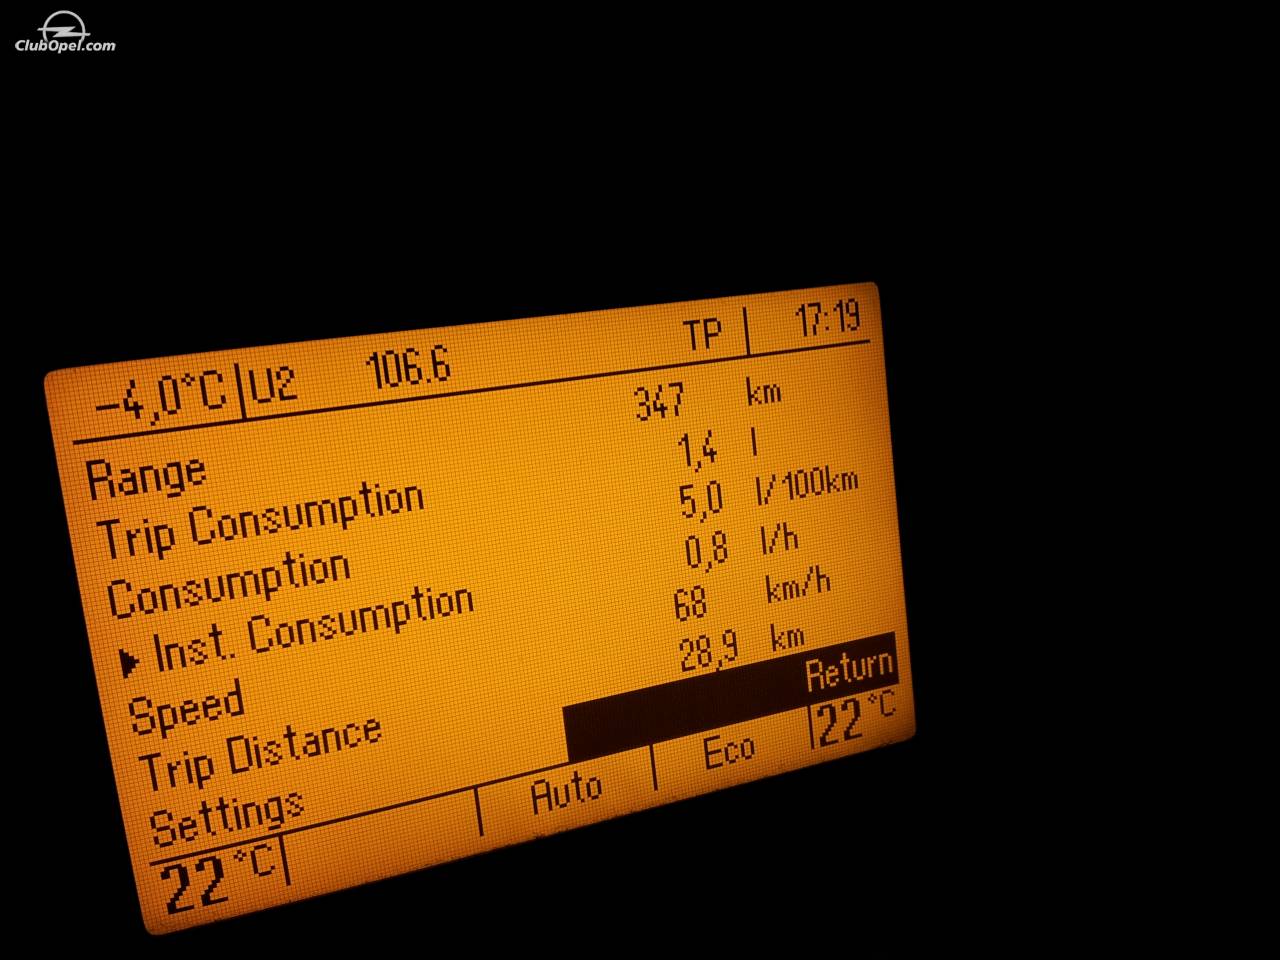 ClubOpel.com
-4,0°C U2 106.6 TP 17:19
Range 347 km
Trip Consumption 1,4 l
Consumption 5,0 l/100km
Inst. Consumption 0,8 l/h
Speed 68 km/h
Trip Distance 28,9 km
Settings Return
22°C Auto Eco 22°C